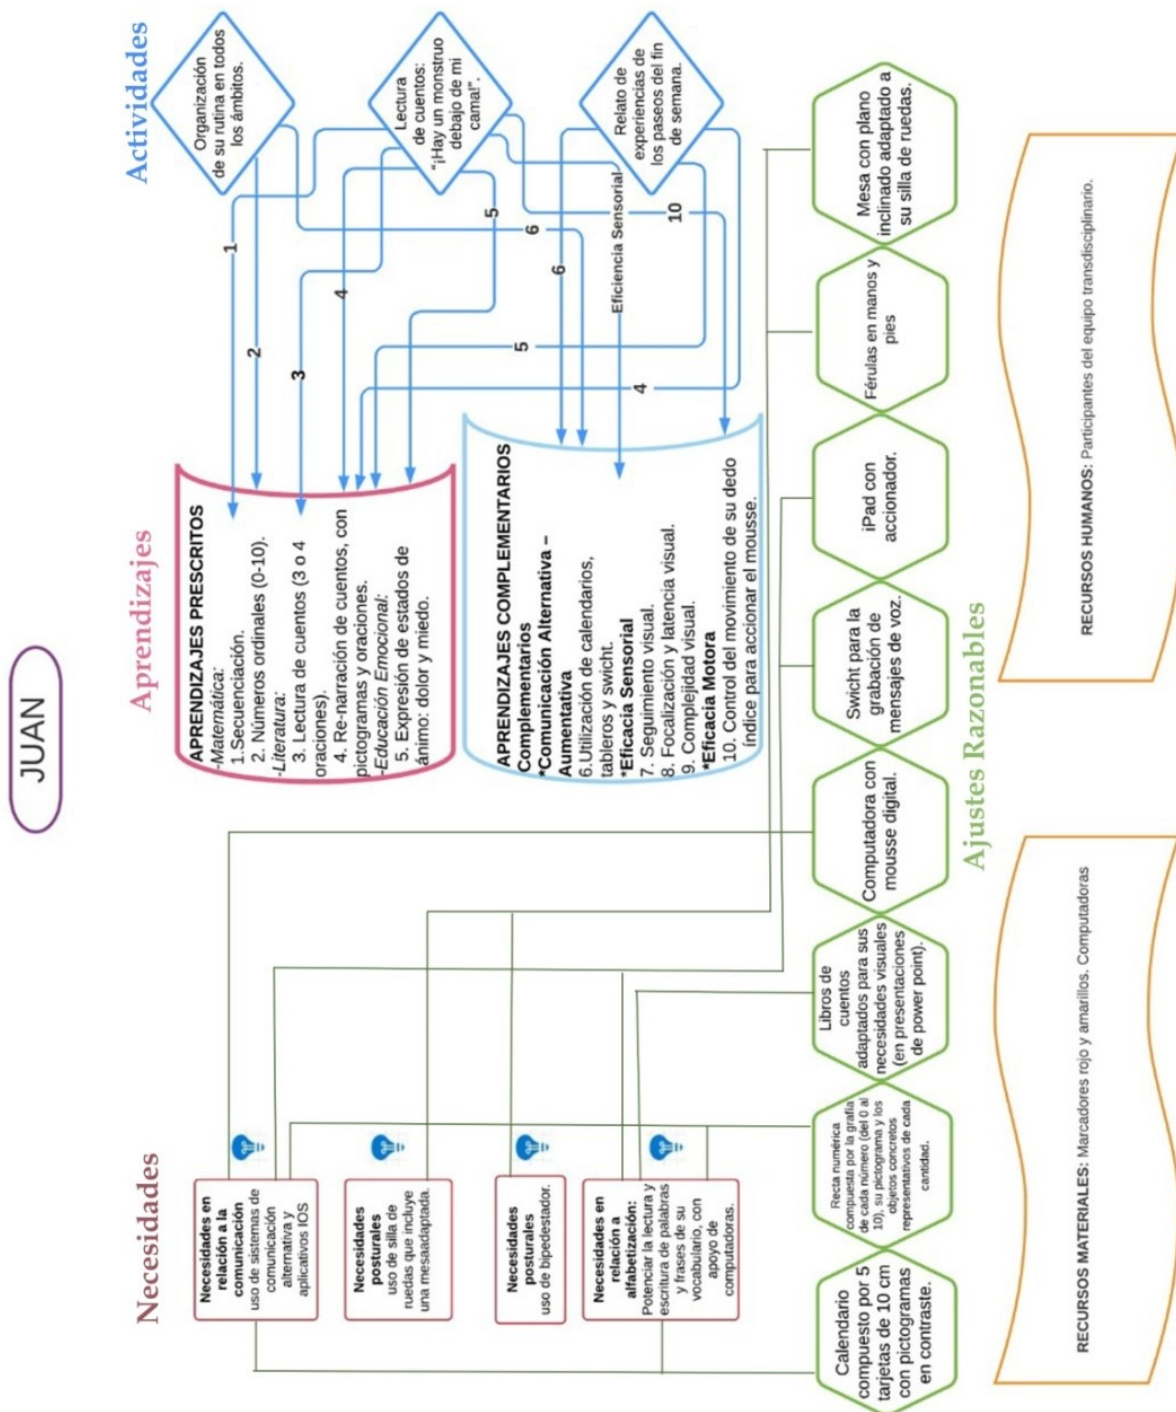 JUAN
Necesidades
Necesidades en
relación a la
comunicación
uso de sistemas de
comunicación
alternativa y
aplicativos IOS
Necesidades
posturales
uso de silla de
ruedas que incluye
una mesaadaptada.
Necesidades
posturales
uso de bipedestador.
Necesidades en
relación a
alfabetización:
Potenciar la lectura y
escritura de palabras
y frases de su
vocabulario, con
apoyo de
computadoras.
Aprendizajes
APRENDIZAJES PRESCRITOS
-Matemática:
1.Secuenciación.
2. Números ordinales (0-10).
-Literatura:
3. Lectura de cuentos (3 o 4
oraciones).
4. Re-narración de cuentos, con
pictogramas y oraciones.
-Educación Emocional:
5. Expresión de estados de
ánimo: dolor y miedo.
APRENDIZAJES COMPLEMENTARIOS
Complementarios
*Comunicación Alternativa –
Aumentativa
6.Utilización de calendarios,
tableros y swicht.
*Eficacia Sensorial
7. Seguimiento visual.
8. Focalización y latencia visual.
9. Complejidad visual.
*Eficacia Motora
10. Control del movimiento de su dedo
índice para accionar el mousse.
1
2
3
4
5
6
6
5
Eficiencia Sensorial
4
10
Actividades
Organización
de su rutina en todos
los ámbitos.
Lectura
de cuentos:
"¡Hay un monstruo
debajo de mi
cama!".
Relato de
experiencias de
los paseos del fin
de semana.
Calendario
compuesto por 5
tarjetas de 10 cm
con pictogramas
en contraste.
Recta numérica
compuesta por la grafía
de cada número (del 0 al
10), su pictograma y los
objetos concretos
representativos de cada
cantidad.
Libros de
cuentos
adaptados para sus
necesidades visuales
(en presentaciones
de power point).
Computadora con
mousse digital.
Swicht para la
grabación de
mensajes de voz.
iPad con
accionador.
Férulas en manos y
pies
Mesa con plano
inclinado adaptado a
su silla de ruedas.
Ajustes Razonables
RECURSOS MATERIALES: Marcadores rojo y amarillos. Computadoras
RECURSOS HUMANOS: Participantes del equipo transdisciplinario.